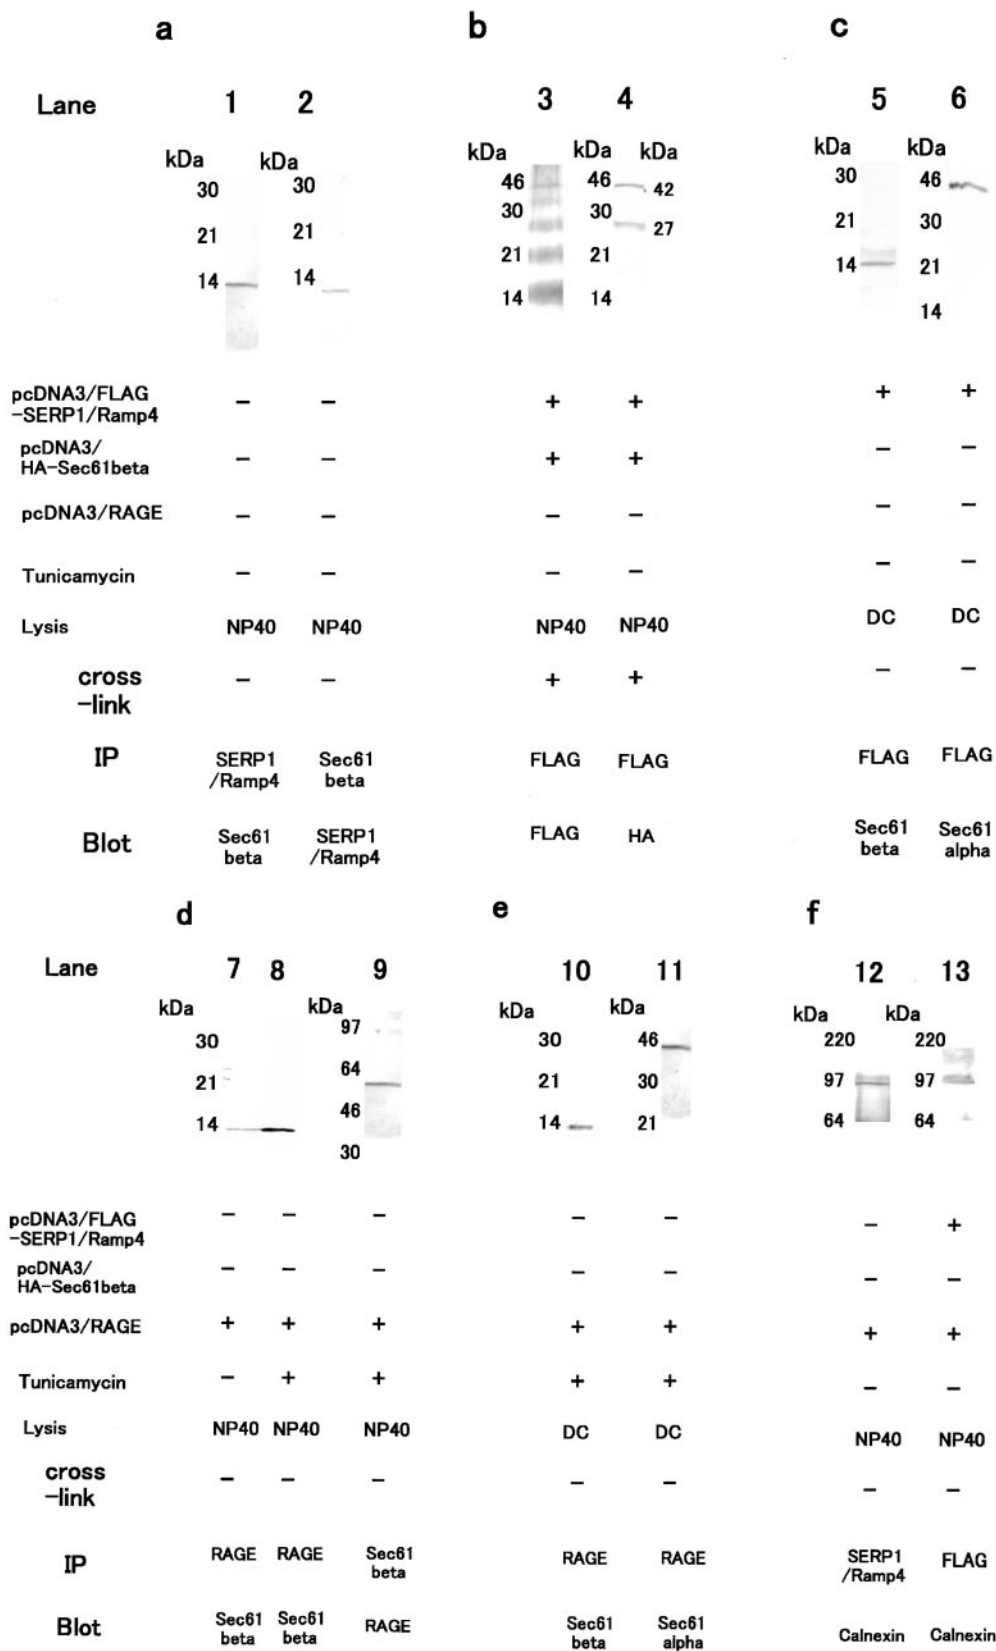 a b c
Lane 1 2 3 4 5 6
kDa kDa kDa kDa kDa kDa kDa
30 30 46 46 42 30 46
21 21 30 30 27 21 30
14 14 21 21 14 21
14 14 14
pcDNA3/FLAG
-SERP1/Ramp4 − − + + + +
pcDNA3/
HA-Sec61beta − − + + − −
pcDNA3/RAGE − − − − − −
Tunicamycin − − − − − −
Lysis NP40 NP40 NP40 NP40 DC DC
cross
-link − − + + − −
IP SERP1 Sec61 FLAG FLAG FLAG FLAG
/Ramp4 beta
Blot Sec61 SERP1 FLAG HA Sec61 Sec61
beta /Ramp4 beta alpha
d e f
Lane 7 8 9 10 11 12 13
kDa kDa kDa kDa kDa kDa
30 97 30 46 220 220
21 64 21 30 97 97
14 46 14 21 64 64
30
pcDNA3/FLAG
-SERP1/Ramp4 − − − − − − +
pcDNA3/
HA-Sec61beta − − − − − − −
pcDNA3/RAGE + + + + + + +
Tunicamycin − + + + + − −
Lysis NP40 NP40 NP40 DC DC NP40 NP40
cross
-link − − − − − − −
IP RAGE RAGE Sec61 RAGE RAGE SERP1 FLAG
beta /Ramp4
Blot Sec61 Sec61 RAGE Sec61 Sec61 Calnexin Calnexin
beta beta beta alpha